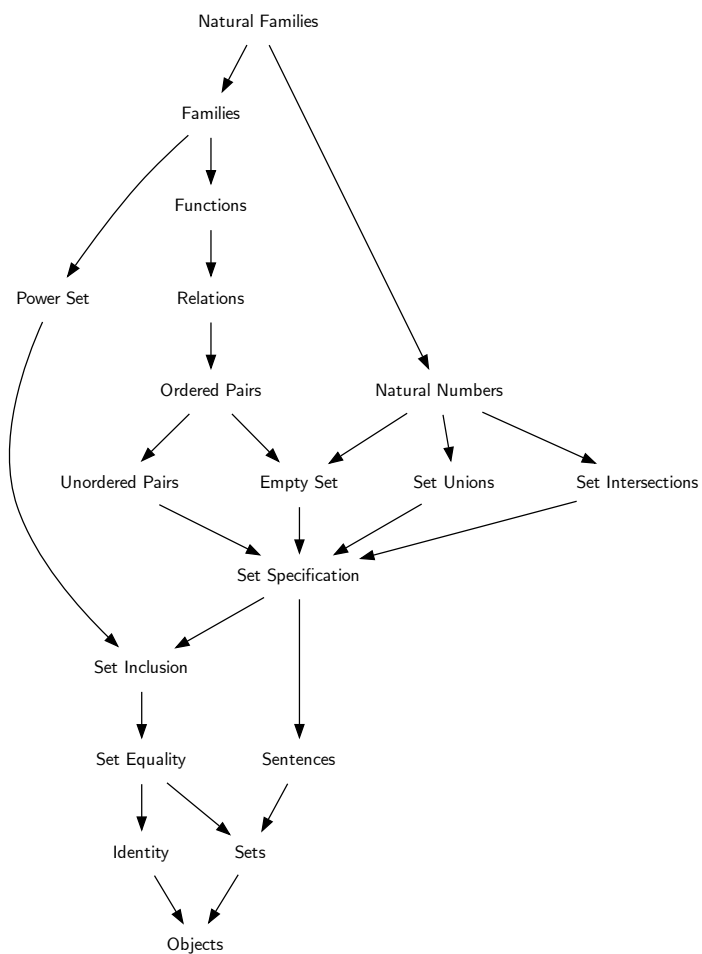 Natural Families
Families
Functions
Power Set
Relations
Ordered Pairs
Natural Numbers
Unordered Pairs
Empty Set
Set Unions
Set Intersections
Set Specification
Set Inclusion
Set Equality
Sentences
Identity
Sets
Objects